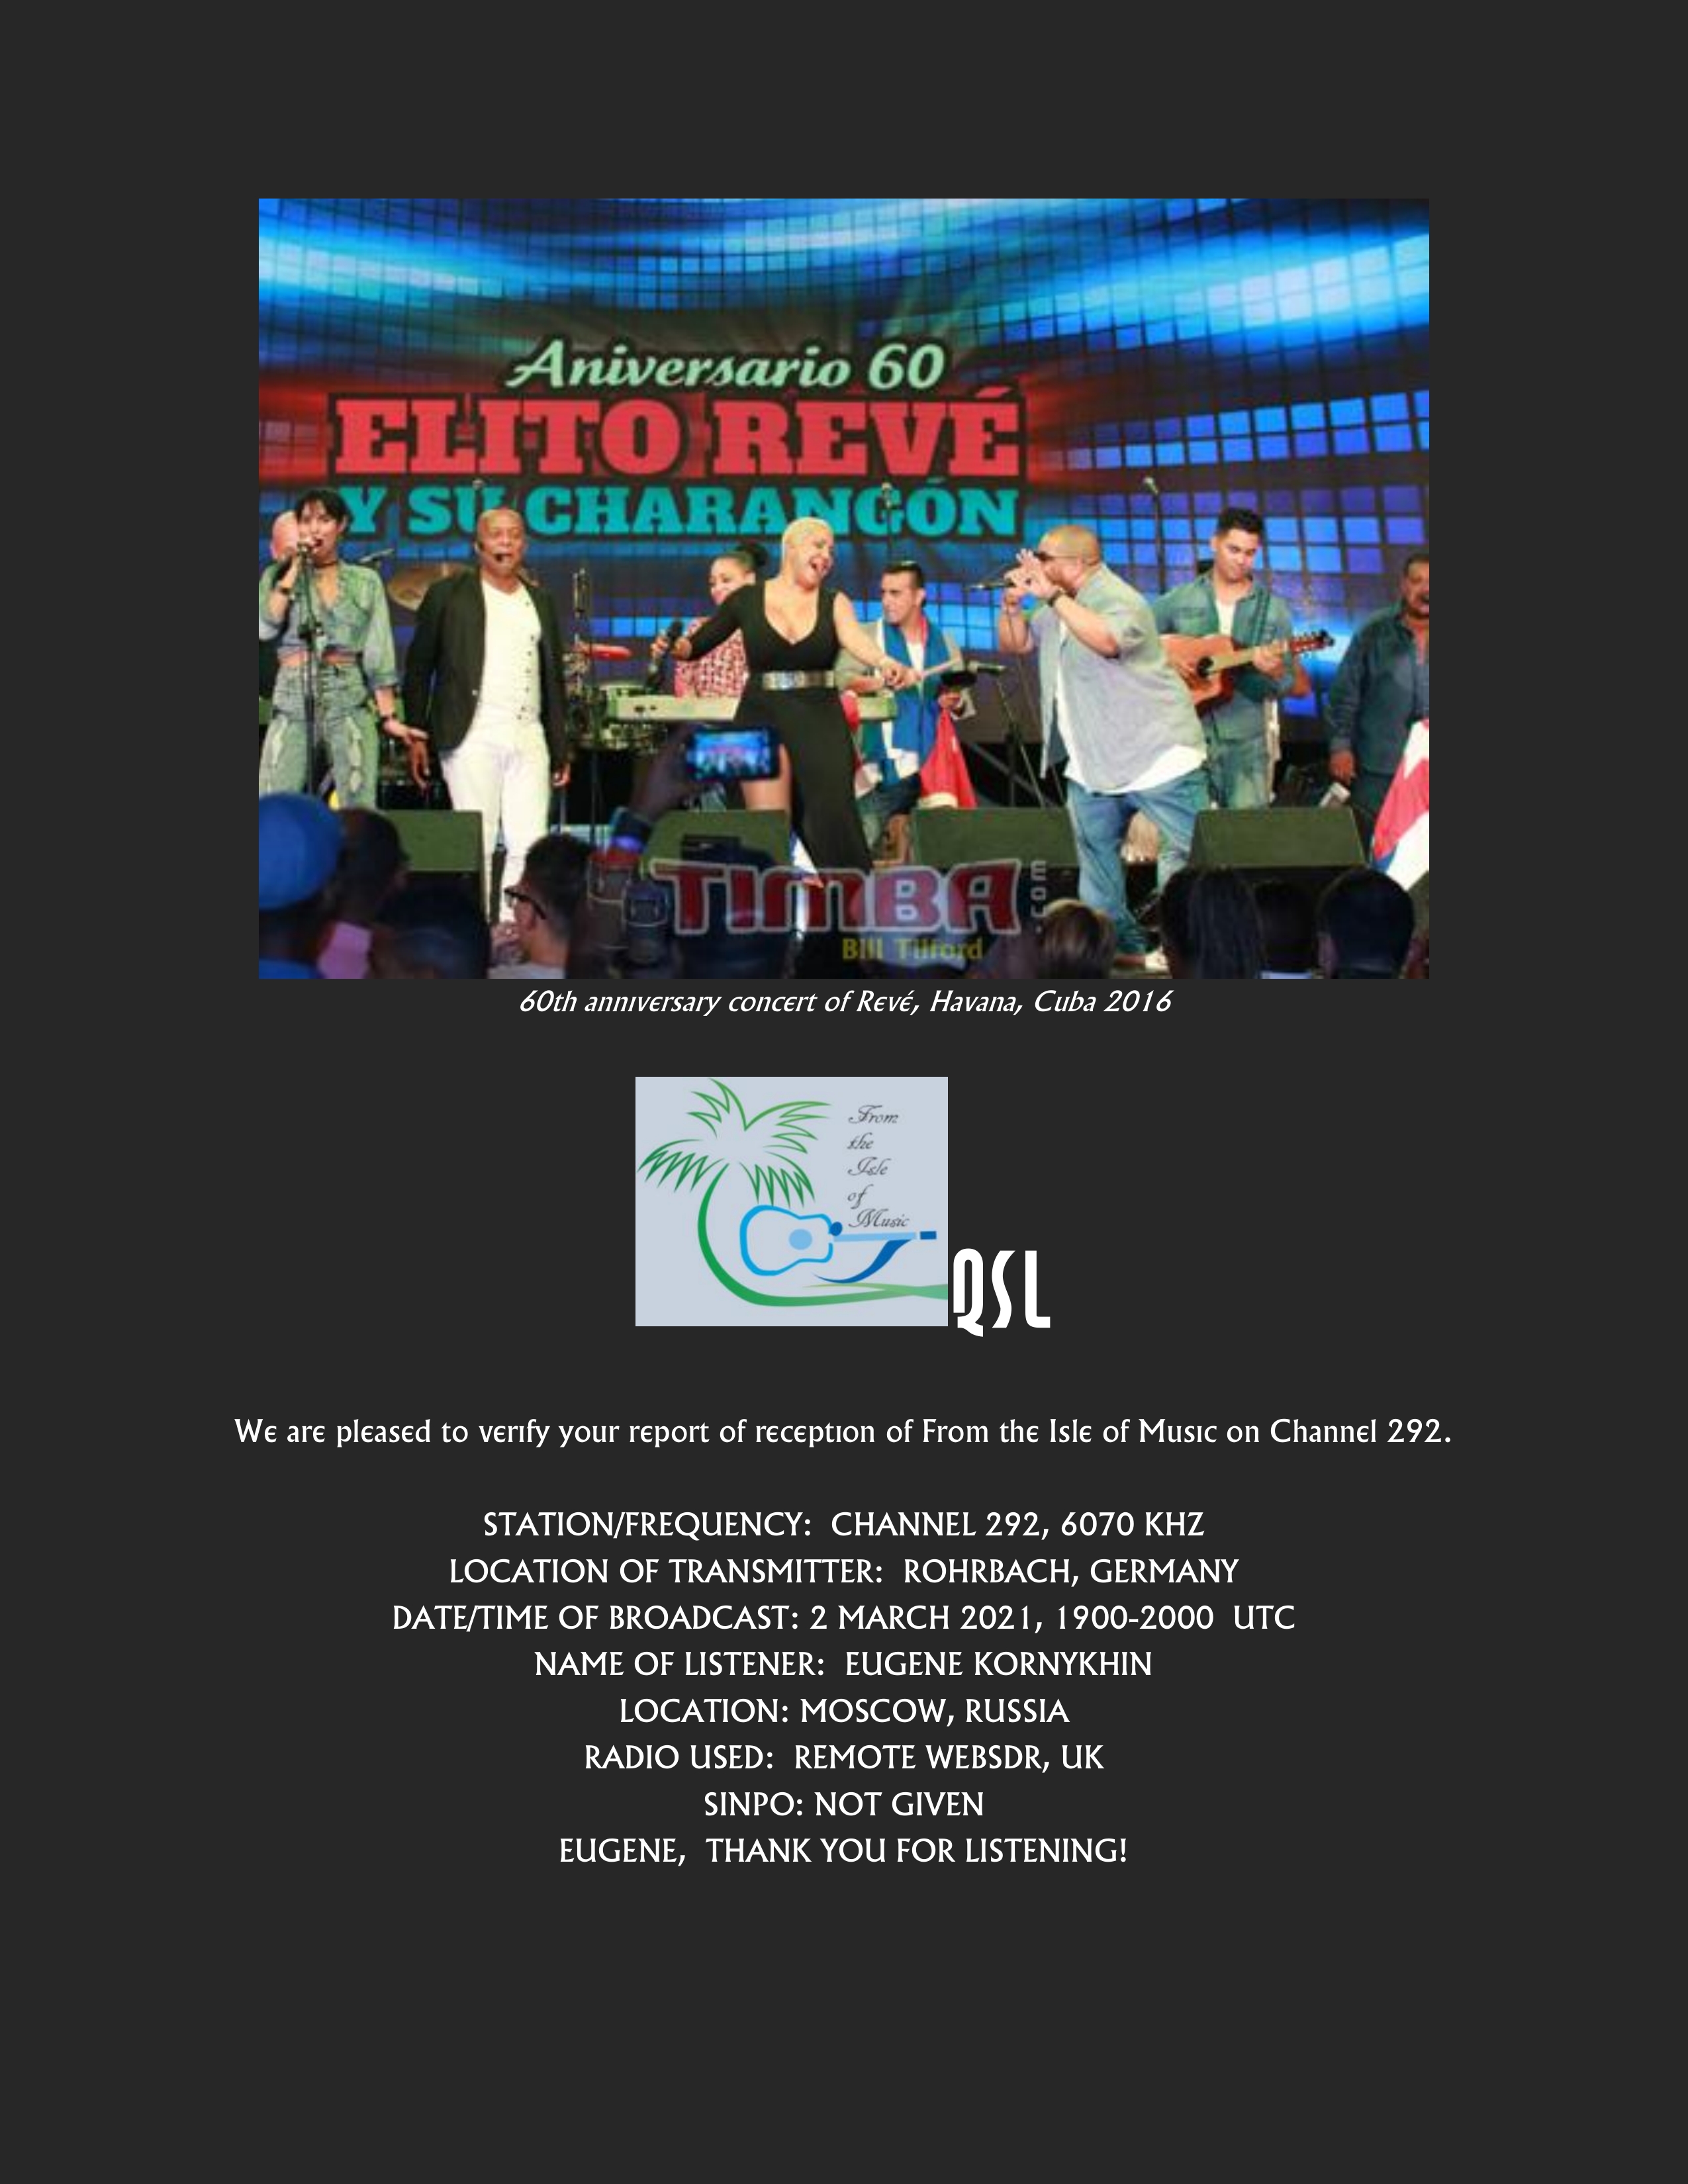 Aniversario 60
ELITO REVÉ
Y SU CHARANGÓN
TIMBA.com
Bill Tilford
60th anniversary concert of Revé, Havana, Cuba 2016
From
the
Isle
of
Music
QSL
We are pleased to verify your report of reception of From the Isle of Music on Channel 292.
STATION/FREQUENCY: CHANNEL 292, 6070 KHZ
LOCATION OF TRANSMITTER: ROHRBACH, GERMANY
DATE/TIME OF BROADCAST: 2 MARCH 2021, 1900-2000 UTC
NAME OF LISTENER: EUGENE KORNYKHIN
LOCATION: MOSCOW, RUSSIA
RADIO USED: REMOTE WEBSDR, UK
SINPO: NOT GIVEN
EUGENE, THANK YOU FOR LISTENING!